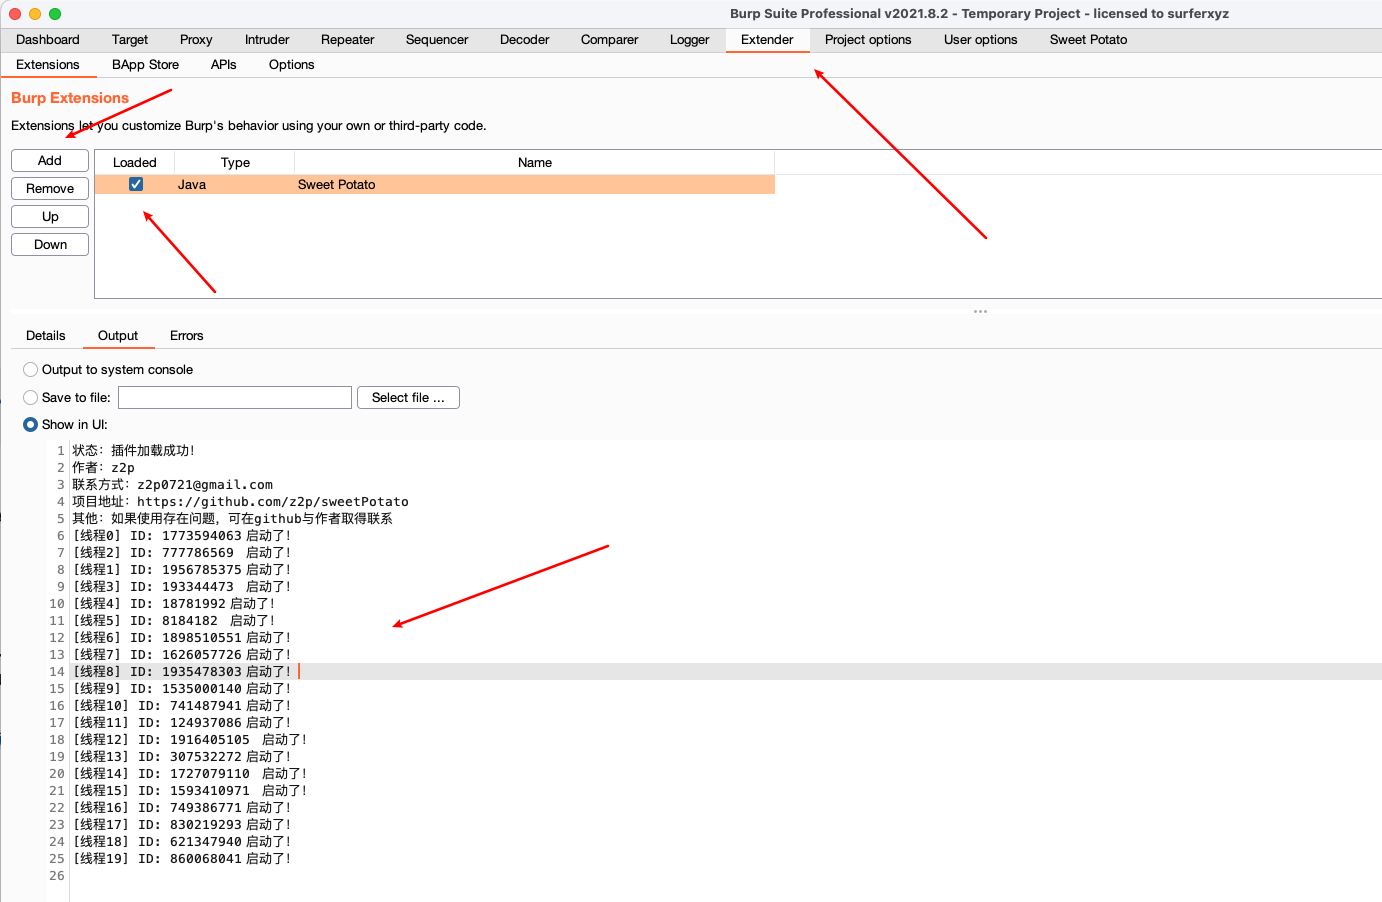 Burp Suite Professional v2021.8.2 - Temporary Project - licensed to surferxyz
Dashboard Target Proxy Intruder Repeater Sequencer Decoder Comparer Logger Extender Project options User options Sweet Potato
Extensions BApp Store APIs Options
Burp Extensions
Extensions let you customize Burp's behavior using your own or third-party code.
Add
Remove
Up
Down
Loaded Type Name
Java Sweet Potato
Details Output Errors
Output to system console
Save to file: Select file ...
Show in UI:
1 状态：插件加载成功！
2 作者：z2p
3 联系方式：z2p0721@gmail.com
4 项目地址：https://github.com/z2p/sweetPotato
5 其他：如果使用存在问题，可在github与作者取得联系
6 [线程0] ID: 1773594063 启动了！
7 [线程2] ID: 777786569 启动了！
8 [线程1] ID: 1956785375 启动了！
9 [线程3] ID: 193344473 启动了！
10 [线程4] ID: 18781992 启动了！
11 [线程5] ID: 8184182 启动了！
12 [线程6] ID: 1898510551 启动了！
13 [线程7] ID: 1626057726 启动了！
14 [线程8] ID: 1935478303 启动了！
15 [线程9] ID: 1535000140 启动了！
16 [线程10] ID: 741487941 启动了！
17 [线程11] ID: 124937086 启动了！
18 [线程12] ID: 1916405105 启动了！
19 [线程13] ID: 307532272 启动了！
20 [线程14] ID: 1727079110 启动了！
21 [线程15] ID: 1593410971 启动了！
22 [线程16] ID: 749386771 启动了！
23 [线程17] ID: 830219293 启动了！
24 [线程18] ID: 621347940 启动了！
25 [线程19] ID: 860068041 启动了！
26